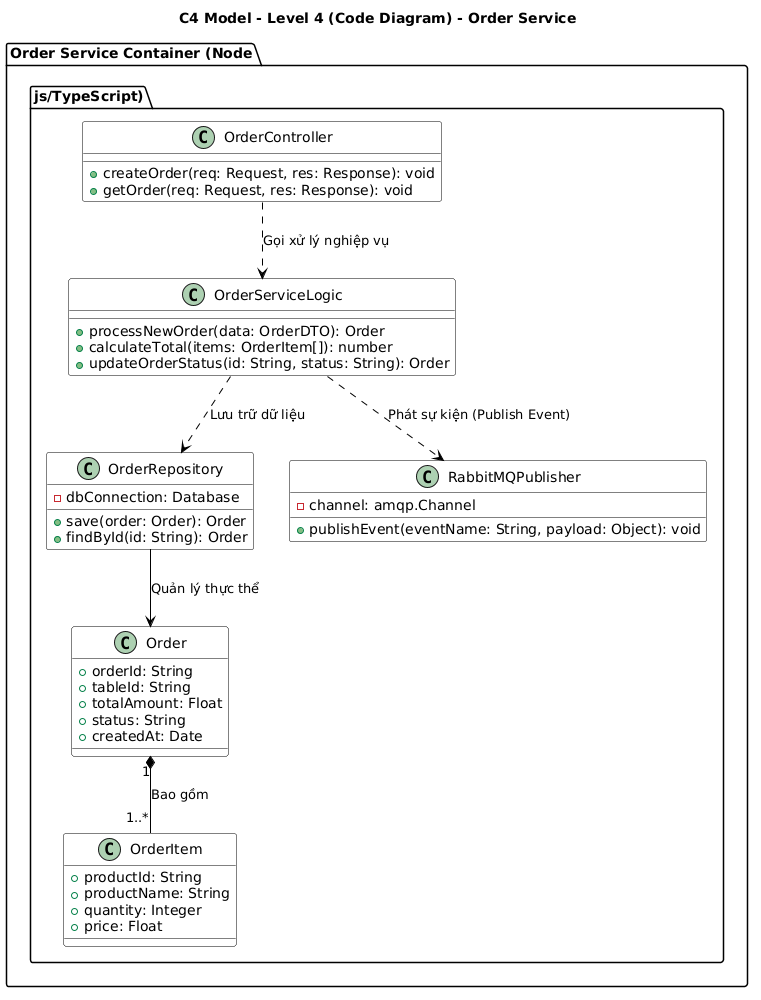 C4 Model - Level 4 (Code Diagram) - Order Service
Order Service Container (Node
js/TypeScript)
C OrderController
createOrder(req: Request, res: Response): void
getOrder(req: Request, res: Response): void
Gọi xử lý nghiệp vụ
C OrderServiceLogic
processNewOrder(data: OrderDTO): Order
calculateTotal(items: OrderItem[]): number
updateOrderStatus(id: String, status: String): Order
Lưu trữ dữ liệu
Phát sự kiện (Publish Event)
C OrderRepository
dbConnection: Database
save(order: Order): Order
findById(id: String): Order
C RabbitMQPublisher
channel: amqp.Channel
publishEvent(eventName: String, payload: Object): void
Quản lý thực thể
C Order
orderId: String
tableId: String
totalAmount: Float
status: String
createdAt: Date
1
Bao gồm
1..*
C OrderItem
productId: String
productName: String
quantity: Integer
price: Float